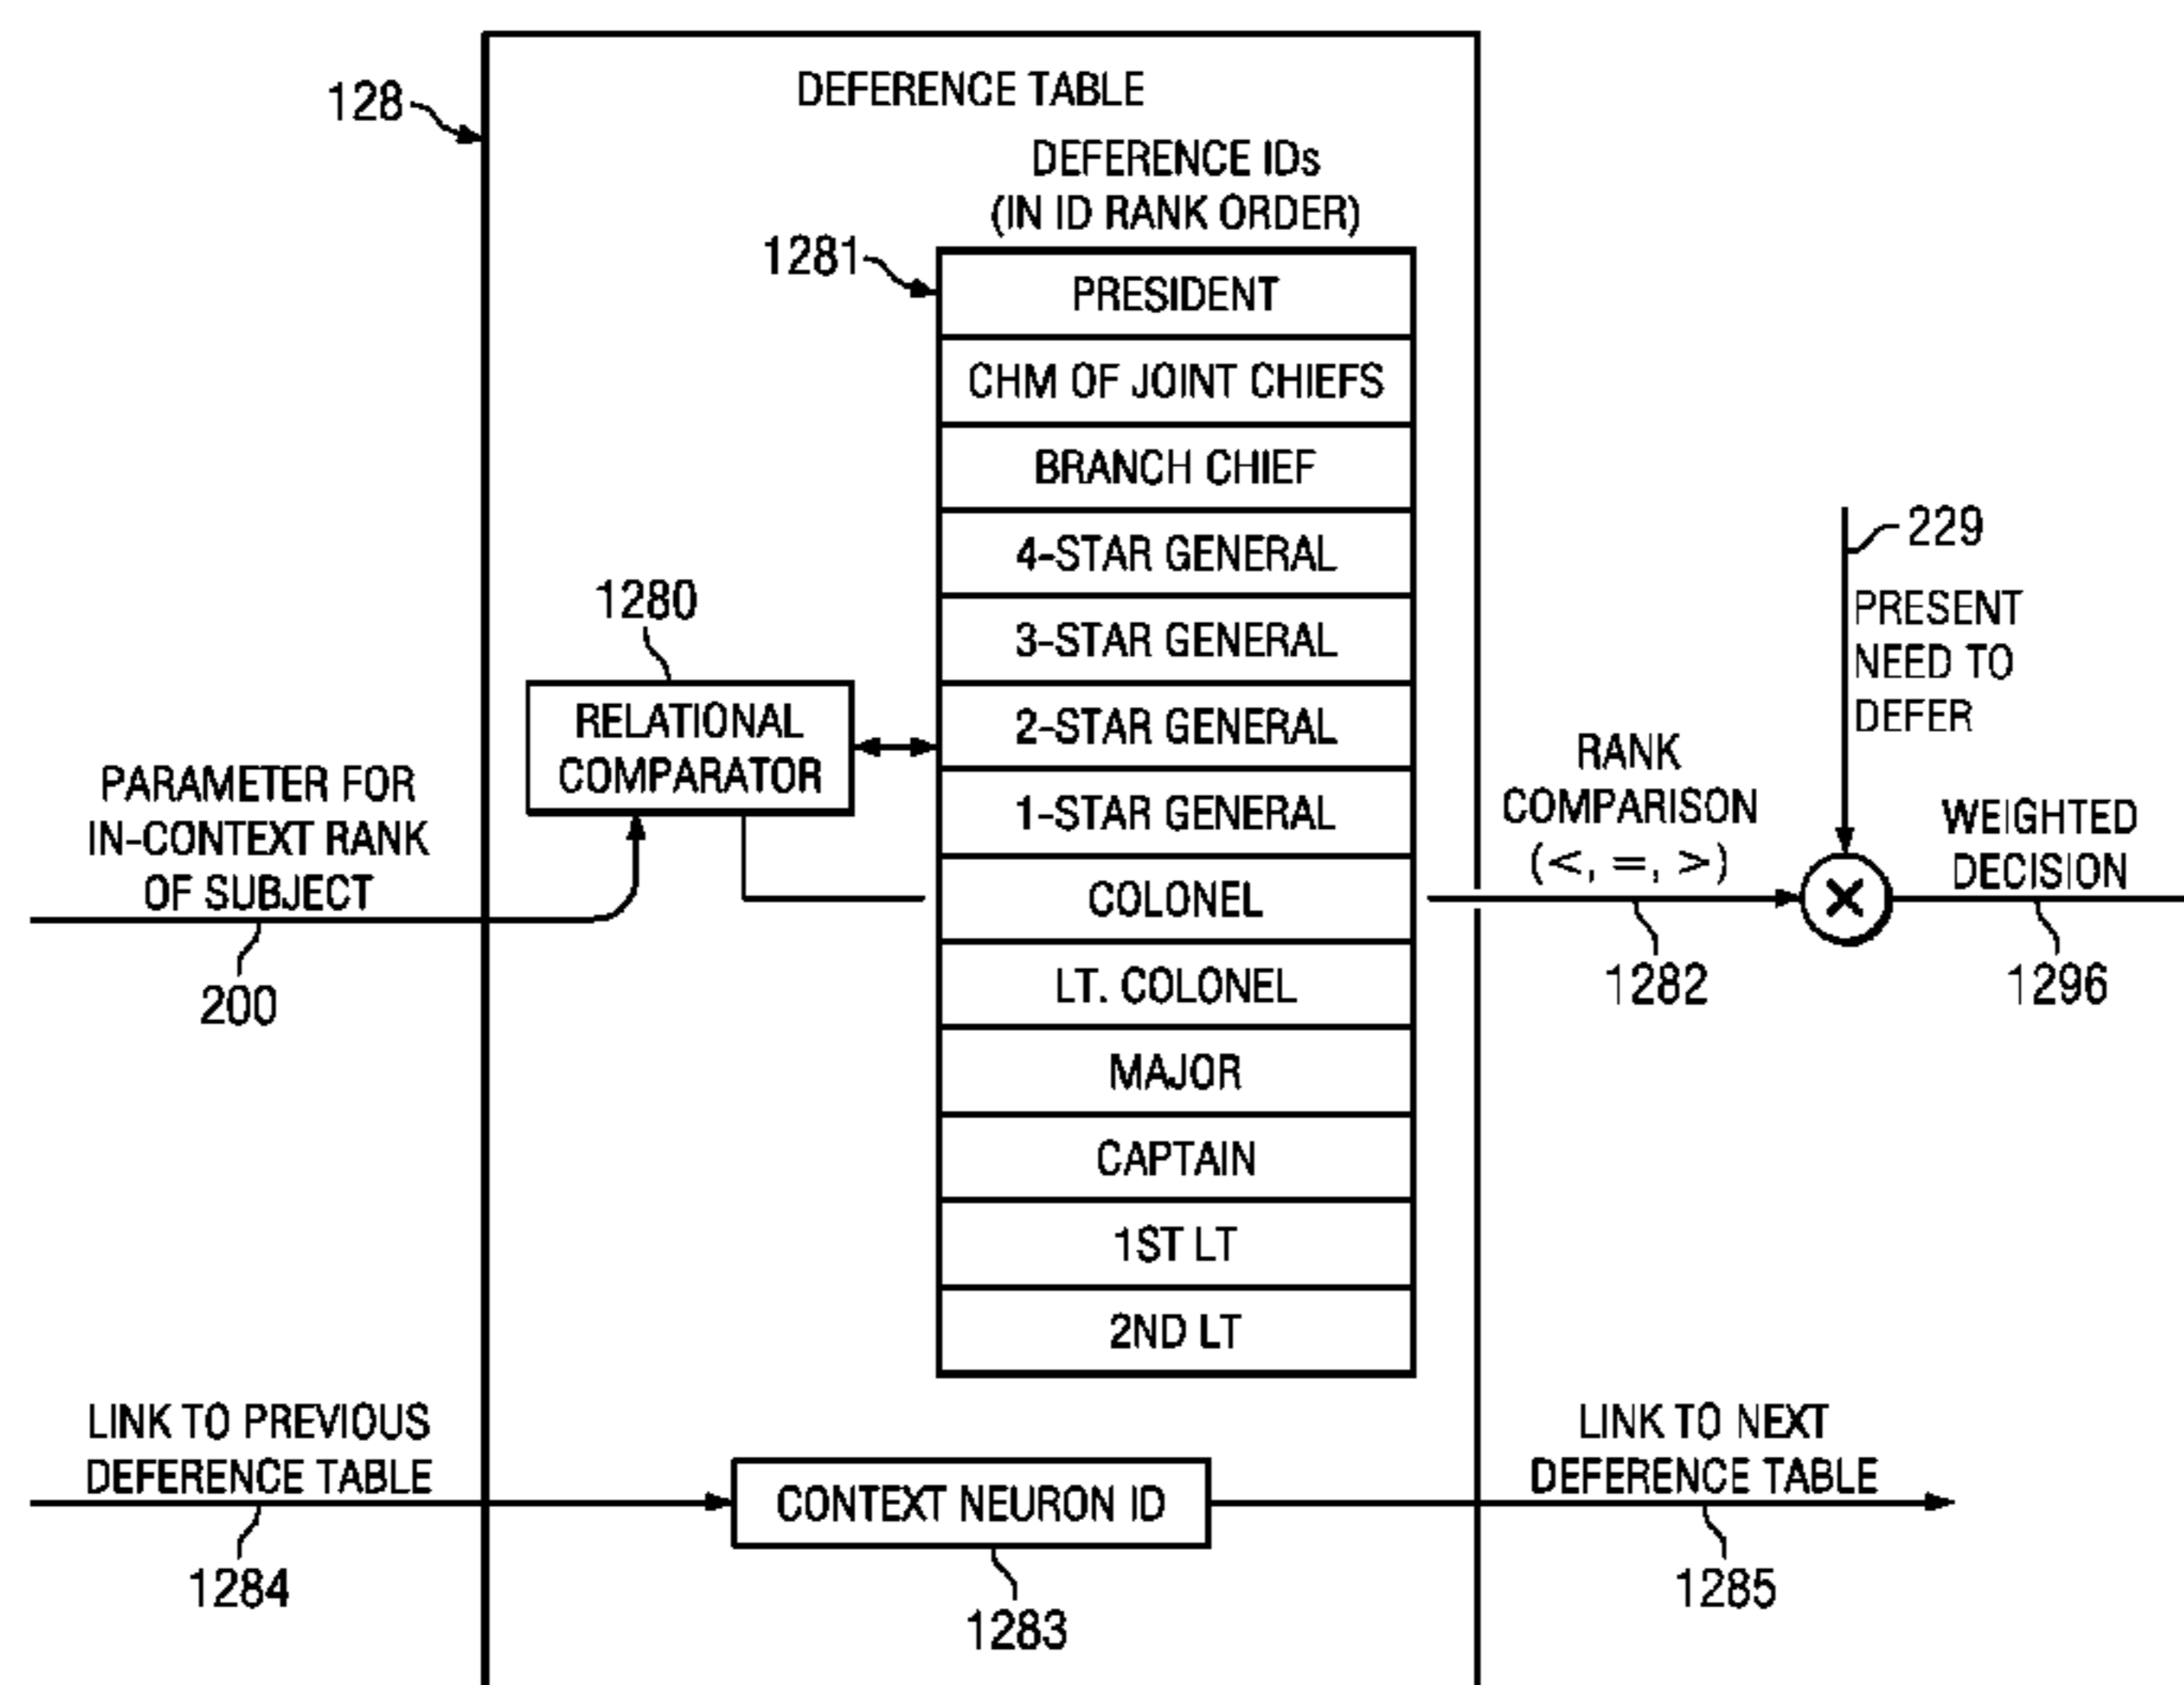 DEFERENCE TABLE
128
DEFERENCE IDs
(IN ID RANK ORDER)
1281
PRESIDENT
CHM OF JOINT CHIEFS
BRANCH CHIEF
4-STAR GENERAL
3-STAR GENERAL
2-STAR GENERAL
1-STAR GENERAL
COLONEL
LT. COLONEL
MAJOR
CAPTAIN
1ST LT
2ND LT
1280
RELATIONAL
COMPARATOR
PARAMETER FOR
IN-CONTEXT RANK
OF SUBJECT
200
229
PRESENT
NEED TO
DEFER
RANK
COMPARISON
(<, =, >)
1282
WEIGHTED
DECISION
1296
LINK TO PREVIOUS
DEFERENCE TABLE
1284
CONTEXT NEURON ID
1283
LINK TO NEXT
DEFERENCE TABLE
1285